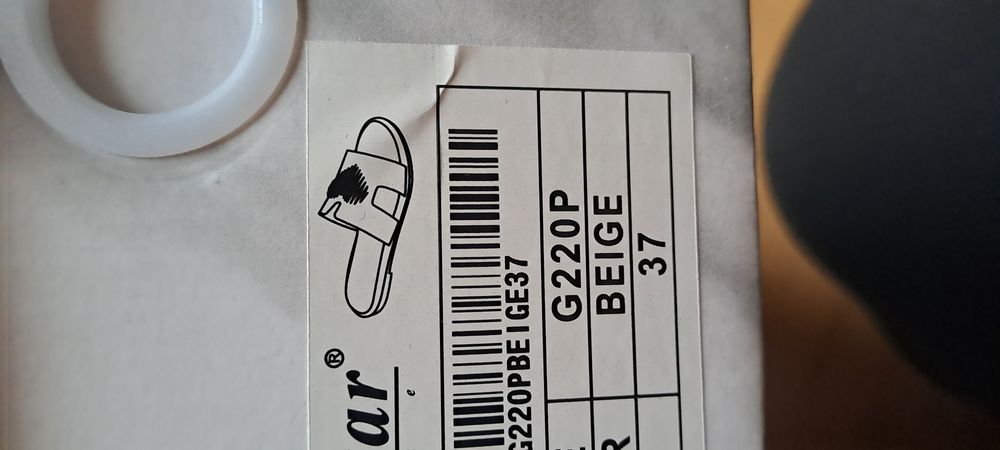 ar®
e
G220PBEIGE37
G220P
BEIGE
R
37